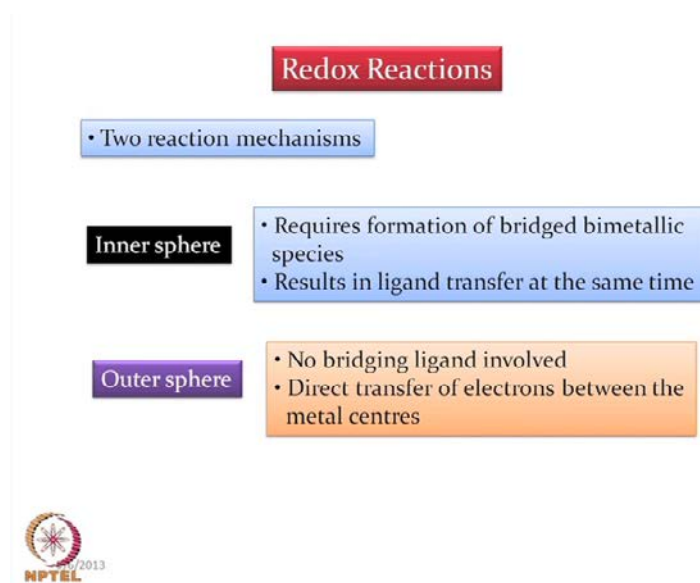 Redox Reactions
• Two reaction mechanisms
Inner sphere
• Requires formation of bridged bimetallic
species
• Results in ligand transfer at the same time
Outer sphere
• No bridging ligand involved
• Direct transfer of electrons between the
metal centres
/2013
NPTEL